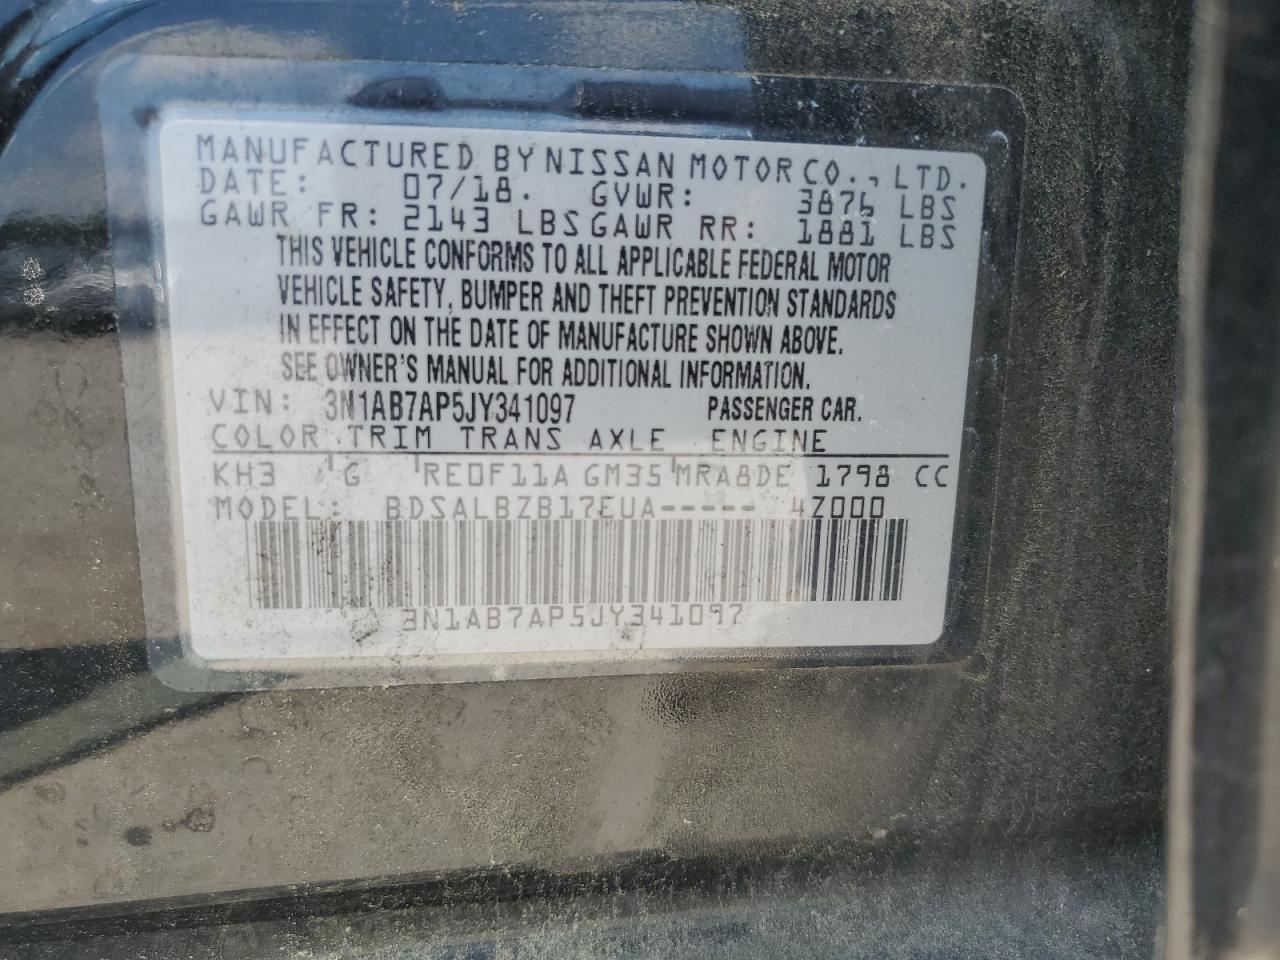 MANUFACTURED BY NISSAN MOTOR CO., LTD.
DATE: 07/18. GVWR: 3876 LBS
GAWR FR: 2143 LBS GAWR RR: 1881 LBS
THIS VEHICLE CONFORMS TO ALL APPLICABLE FEDERAL MOTOR
VEHICLE SAFETY, BUMPER AND THEFT PREVENTION STANDARDS
IN EFFECT ON THE DATE OF MANUFACTURE SHOWN ABOVE.
SEE OWNER'S MANUAL FOR ADDITIONAL INFORMATION.
VIN: 3N1AB7AP5JY341097 PASSENGER CAR.
COLOR TRIM TRANS AXLE ENGINE
KH3 G RE0F11A GM35 MRA8DE 1798 CC
MODEL: BDSALBZB17EUA----- 4Z000
3N1AB7AP5JY341097